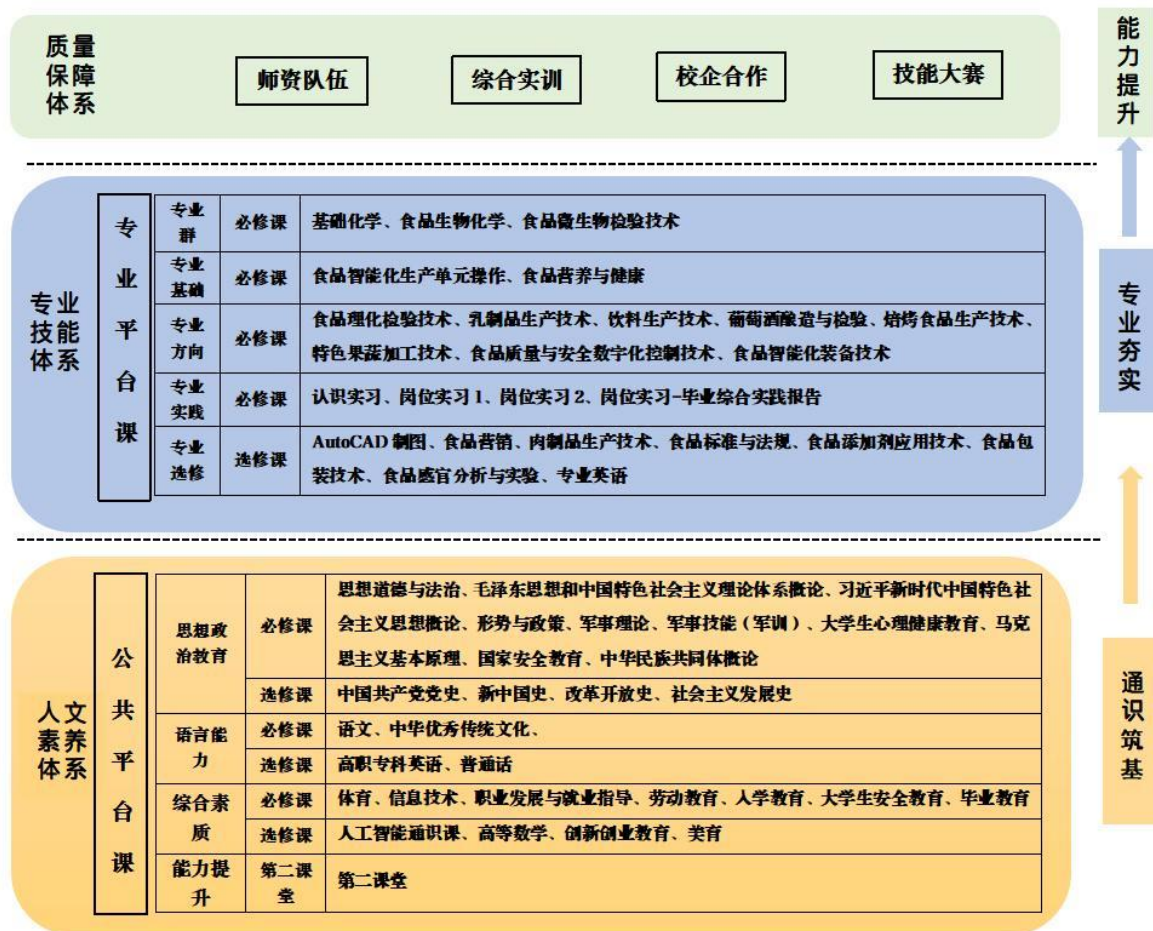 质量
保障
体系
师资队伍
综合实训
校企合作
技能大赛
能力提升
专业
技能
体系
专业平台课
专业
群
必修课
基础化学、食品生物化学、食品微生物检验技术
专业
基础
必修课
食品智能化生产单元操作、食品营养与健康
专业
方向
必修课
食品理化检验技术、乳制品生产技术、饮料生产技术、葡萄酒酿造与检验、焙烤食品生产技术、
特色果蔬加工技术、食品质量与安全数字化控制技术、食品智能化装备技术
专业
实践
必修课
认识实习、岗位实习 1、岗位实习 2、岗位实习-毕业综合实践报告
专业
选修
选修课
AutoCAD 制图、食品营销、肉制品生产技术、食品标准与法规、食品添加剂应用技术、食品包
装技术、食品感官分析与实验、专业英语
专业夯实
人文
素养
体系
公共平台课
思想政
治教育
必修课
思想道德与法治、毛泽东思想和中国特色社会主义理论体系概论、习近平新时代中国特色社
会主义思想概论、形势与政策、军事理论、军事技能（军训）、大学生心理健康教育、马克
思主义基本原理、国家安全教育、中华民族共同体概论
选修课
中国共产党党史、新中国史、改革开放史、社会主义发展史
语言能
力
必修课
语文、中华优秀传统文化、
选修课
高职专科英语、普通话
综合素
质
必修课
体育、信息技术、职业发展与就业指导、劳动教育、入学教育、大学生安全教育、毕业教育
选修课
人工智能通识课、高等数学、创新创业教育、美育
能力提
升
第二课
堂
第二课堂
通识筑基